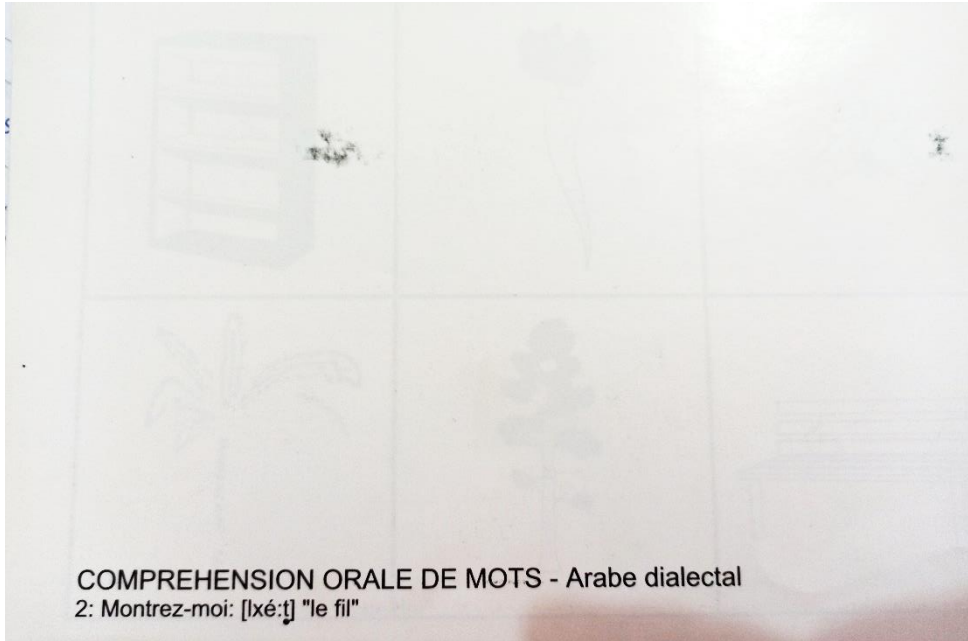 COMPREHENSION ORALE DE MOTS - Arabe dialectal
2: Montrez-moi: [lxé:ṭ] "le fil"